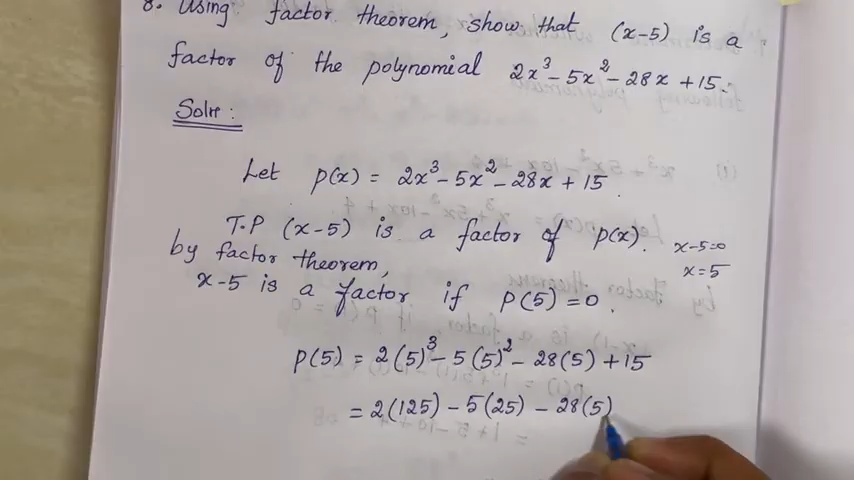 8. Using factor theorem, show that (x-5) is a
factor of the polynomial 2x³ - 5x² - 28x + 15.
Soln:
Let p(x) = 2x³ - 5x² - 28x + 15.
T.P (x-5) is a factor of p(x).
x-5=0
x=5
by factor theorem,
x-5 is a factor if p(5) = 0.
p(5) = 2(5)³ - 5(5)² - 28(5) + 15
= 2(125) - 5(25) - 28(5)